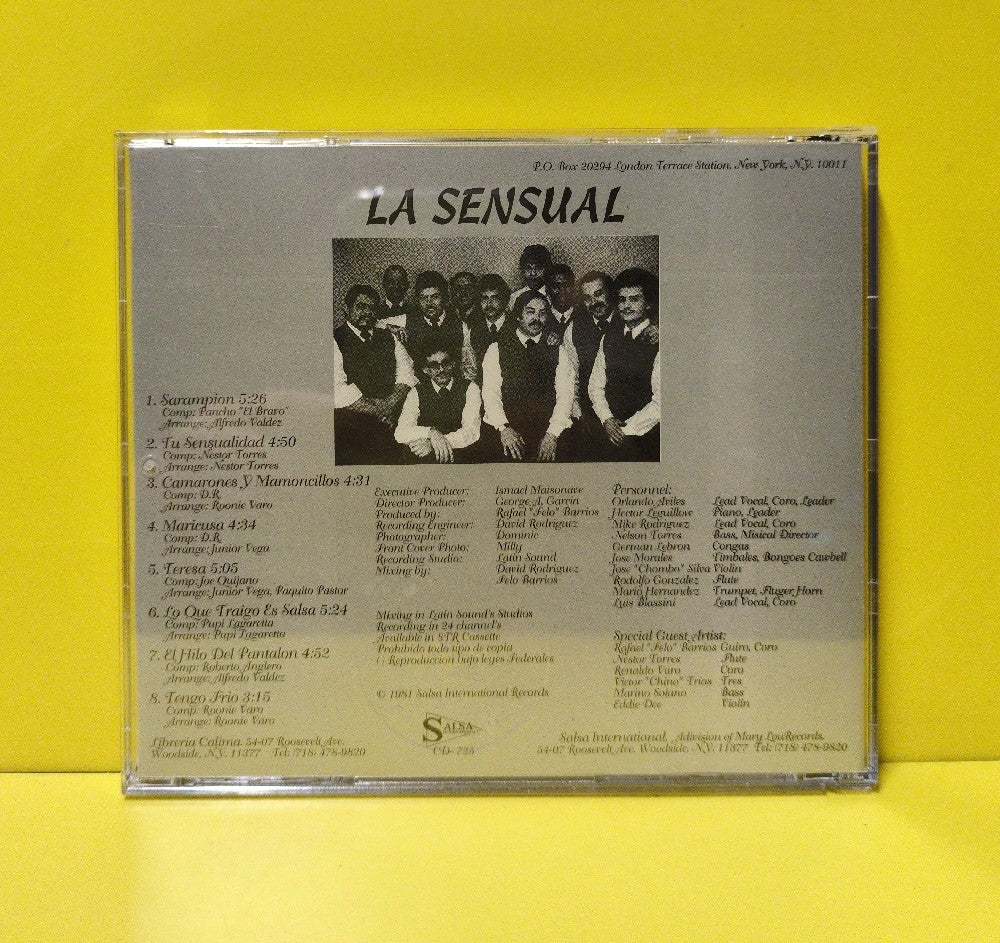 P.O. Box 20294 London Terrace Station. New York, N.Y. 10011
LA SENSUAL
1. Sarampion 5:26
Comp: Pancho "El Bravo"
Arrange: Alfredo Valdez
2. Tu Sensualidad 4:50
Comp: Nestor Torres
Arrange: Nestor Torres
3. Camarones Y Mamoncillos 4:31
Comp: D.R.
Arrange: Roonie Varo
4. Maricusa 4:34
Comp: D.R.
Arrange: Junior Vega
5. Teresa 5:05
Comp: Joe Quijano
Arrange: Junior Vega, Paquito Pastor
6. Lo Que Traigo Es Salsa 5:24
Comp: Pupi Lagarreta
Arrange: Pupi Lagaretta
7. El Hilo Del Pantalon 4:52
Comp: Roberto Anglero
Arrange: Alfredo Valdez
8. Tengo Frio 3:15
Comp: Roonie Varo
Arrange: Roonie Varo
Libreria Calima. 54-07 Roosevelt Ave.
Woodside, N.Y. 11377 Tel: (718) 478-9820
Executive Producer: Ismael Maisonave
Director Producer: George A. Garcia
Produced by: Rafael "Felo" Barrios
Recording Engineer: David Rodriguez
Photographer: Dominic
Front Cover Photo: Milly
Recording Studio: Latin Sound
Mixing by: David Rodriguez
Felo Barrios
Mixing in Latin Sound's Studios
Recording in 24 channel's
Available in 8TR Cassette
Prohibido todo tipo de copia
Reproduccion bajo leyes Federales
© 1981 Salsa International Records
SALSA
CD-725
Personnel:
Orlando Aviles Lead Vocal, Coro, Leader
Hector Leguillow Piano, Leader
Mike Rodriguez Lead Vocal, Coro
Nelson Torres Bass, Misical Director
German Lebron Congas
Jose Morales Timbales, Bongoes Cawbell
Jose "Chombo" Silva Violin
Rodolfo Gonzalez Flute
Mario Hernandez Trumpet, Fluger Horn
Luis Blassini Lead Vocal, Coro
Special Guest Artist:
Rafael "Felo" Barrios Guiro, Coro
Nestor Torres Flute
Renaldo Varo Coro
Victor "Chino" Trias Tres
Marino Solano Bass
Eddie Dee Violin
Salsa International. Adivision of Mary LouRecords.
54-07 Roosevelt Ave. Woodside, N.Y. 11377 Tel: (718) 478-9820